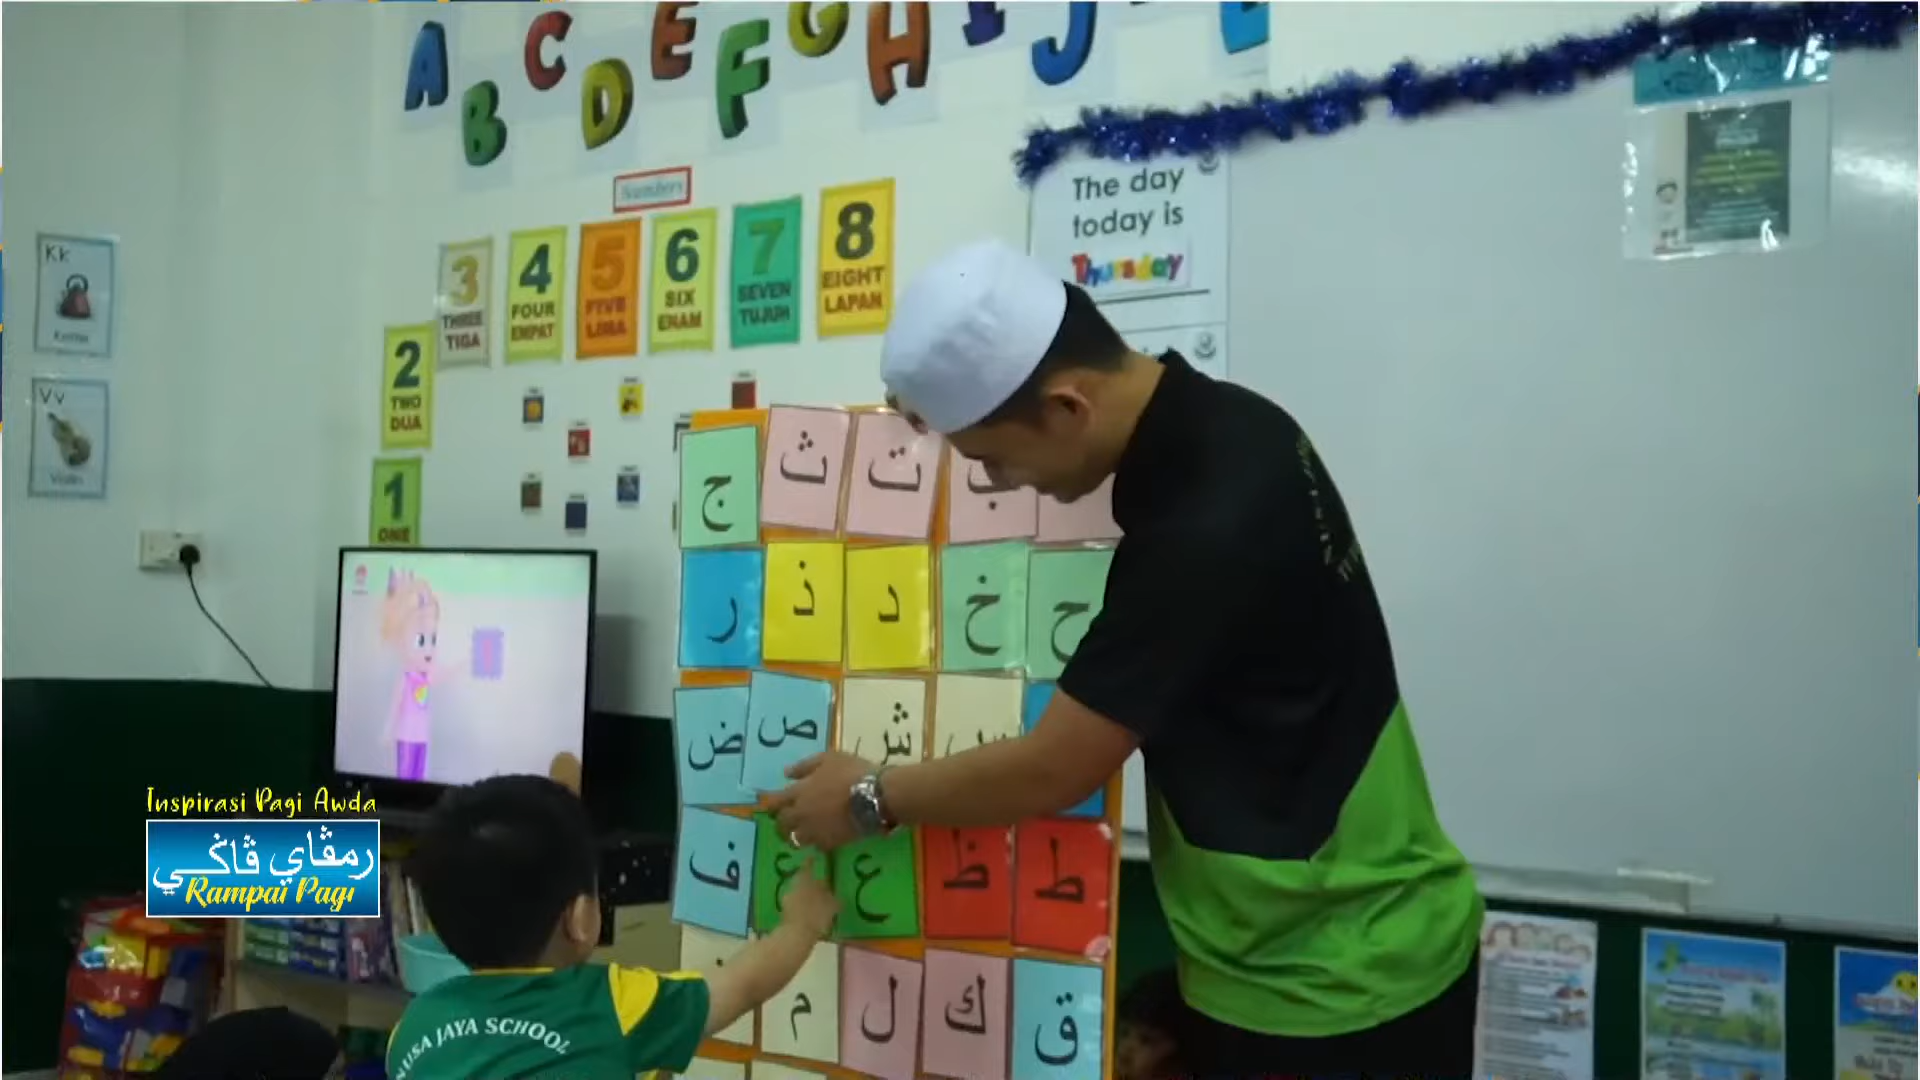 A B C D E F G H I J
Numbers
1 ONE
2 TWO DUA
3 THREE TIGA
4 FOUR EMPAT
5 FIVE LIMA
6 SIX ENAM
7 SEVEN TUJUH
8 EIGHT LAPAN
The day
today is
Thursday
Kk
Vv
Violin
ب ت ث ج
ح خ د ذ ر
س ش ص ض
ط ظ ع غ ف
ق ك ل م
JAYA SCHOOL
Inspirasi Pagi Awda
رمڤاي ڤاݢي
Rampai Pagi